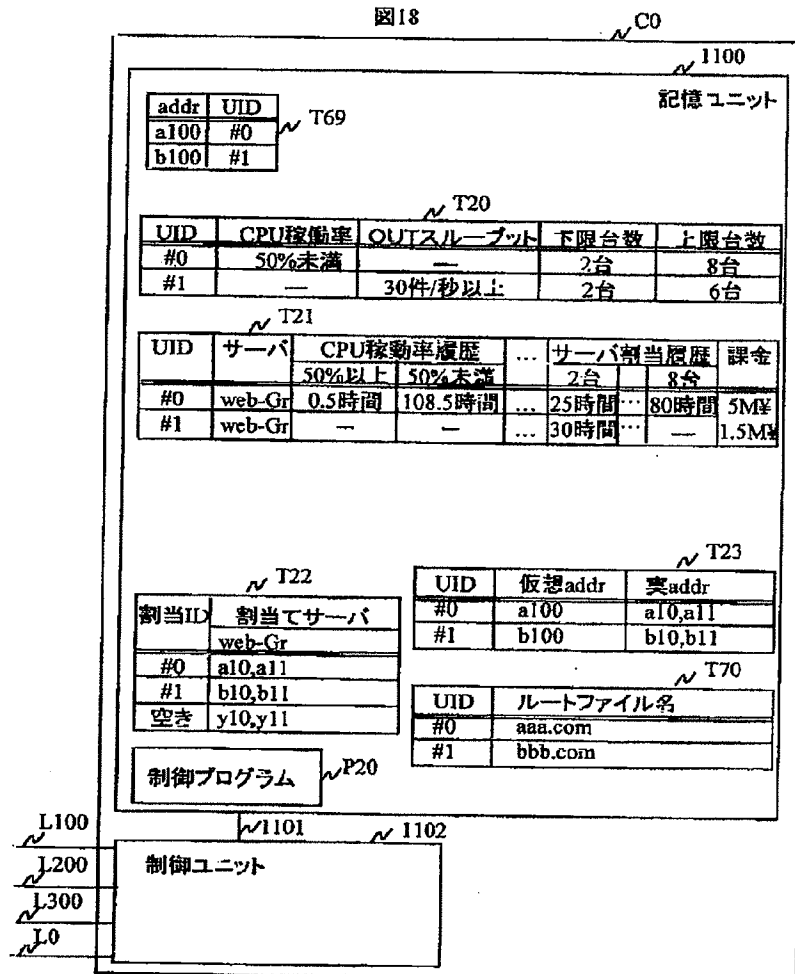 図18
C0
1100
記憶ユニット
addr UID
a100 #0
b100 #1
T69
T20
UID CPU稼働率 OUTスループット 下限台数 上限台数
#0 50%未満 — 2台 8台
#1 — 30件/秒以上 2台 6台
T21
UID サーバ CPU稼動率履歴 … サーバ割当履歴 課金
50%以上 50%未満 2台 8台
#0 web-Gr 0.5時間 108.5時間 … 25時間 … 80時間 5M¥
#1 web-Gr — — … 30時間 … — 1.5M¥
T22
割当ID 割当てサーバ
web-Gr
#0 a10,a11
#1 b10,b11
空き y10,y11
T23
UID 仮想addr 実addr
#0 a100 a10,a11
#1 b100 b10,b11
T70
UID ルートファイル名
#0 aaa.com
#1 bbb.com
制御プログラム
P20
1101
1102
制御ユニット
L100
L200
L300
L0